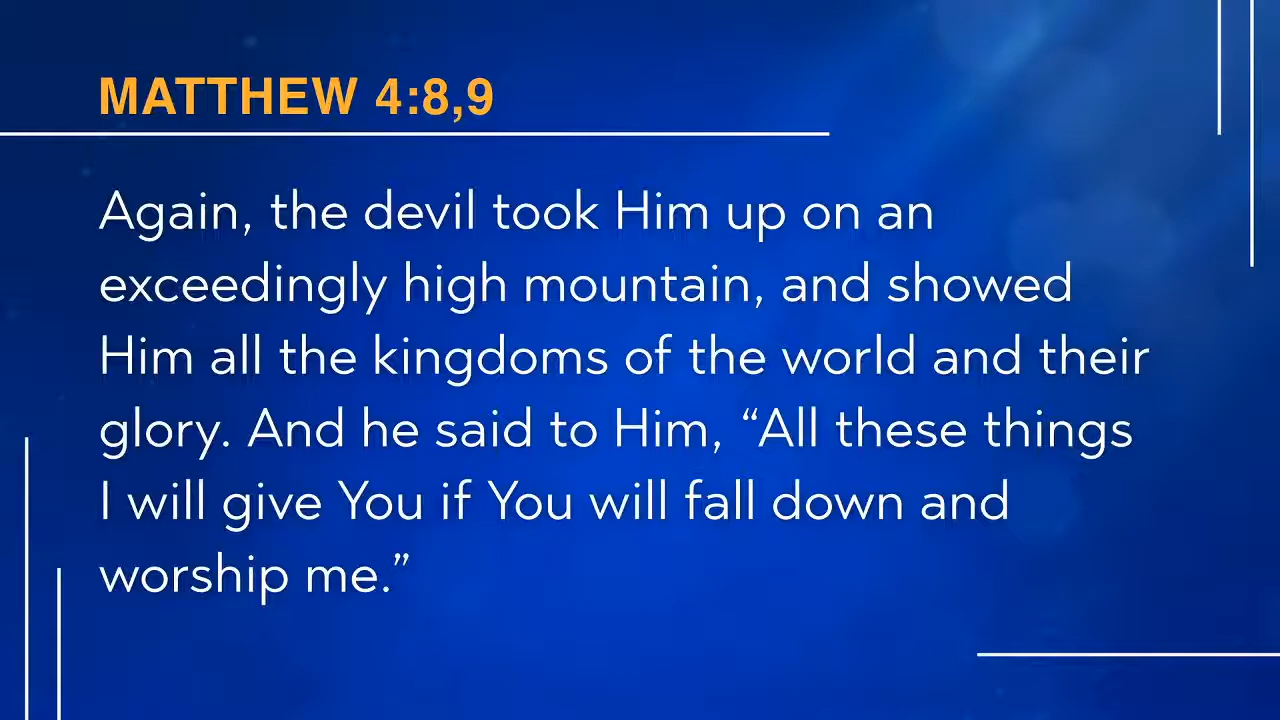 MATTHEW 4:8,9
Again, the devil took Him up on an
exceedingly high mountain, and showed
Him all the kingdoms of the world and their
glory. And he said to Him, “All these things
I will give You if You will fall down and
worship me.”